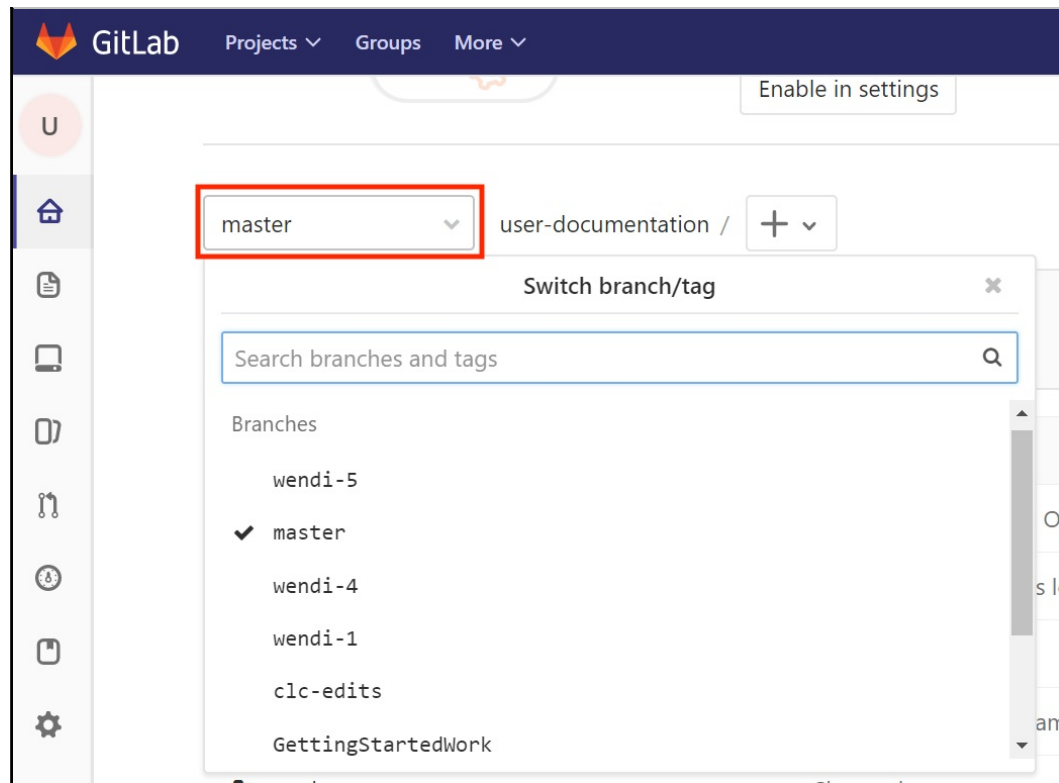 GitLab Projects Groups More
Enable in settings
U
master user-documentation /
Switch branch/tag
Search branches and tags
Branches
wendi-5
master
wendi-4
wendi-1
clc-edits
GettingStartedWork